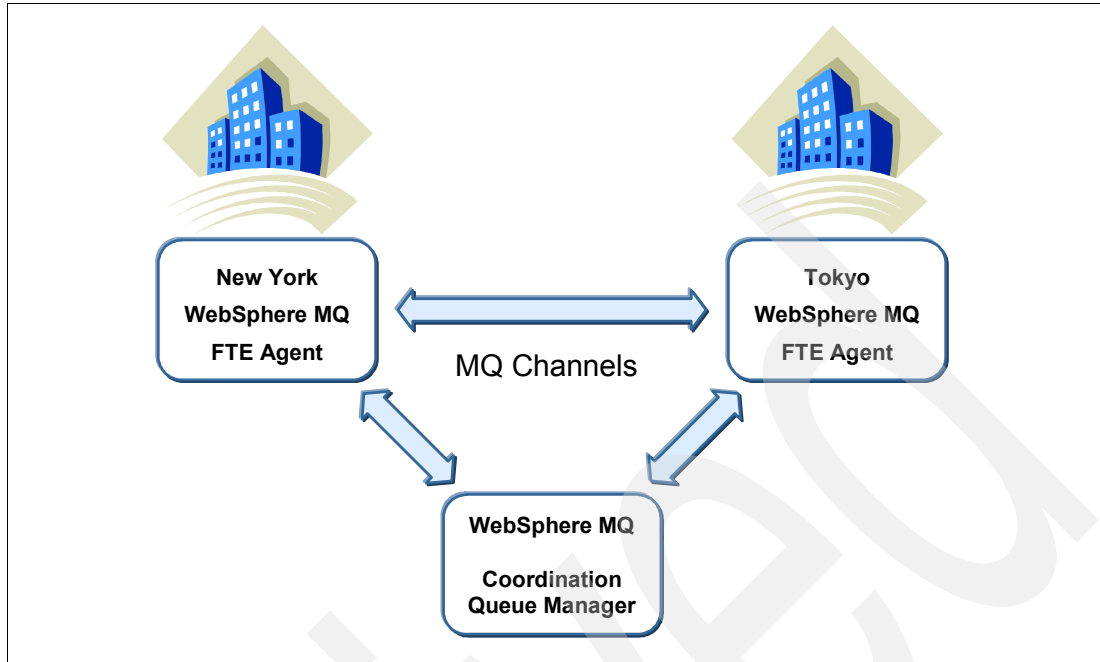 New York
WebSphere MQ
FTE Agent
Tokyo
WebSphere MQ
FTE Agent
MQ Channels
WebSphere MQ
Coordination
Queue Manager